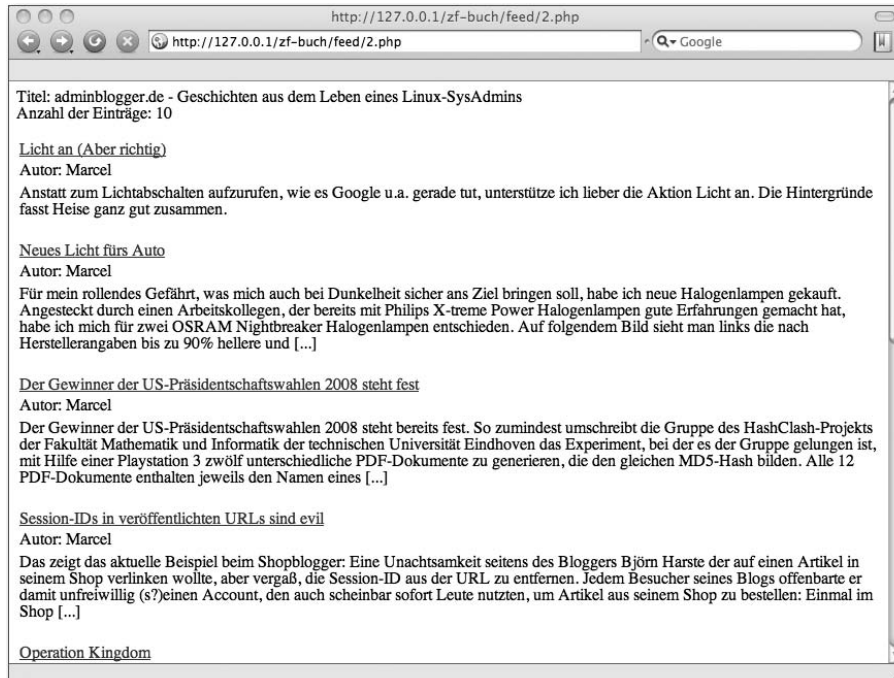 http://127.0.0.1/zf-buch/feed/2.php
http://127.0.0.1/zf-buch/feed/2.php
Google
Titel: adminblogger.de - Geschichten aus dem Leben eines Linux-SysAdmins
Anzahl der Einträge: 10
Licht an (Aber richtig)
Autor: Marcel
Anstatt zum Lichtabschalten aufzurufen, wie es Google u.a. gerade tut, unterstütze ich lieber die Aktion Licht an. Die Hintergründe
fasst Heise ganz gut zusammen.
Neues Licht fürs Auto
Autor: Marcel
Für mein rollendes Gefährt, was mich auch bei Dunkelheit sicher ans Ziel bringen soll, habe ich neue Halogenlampen gekauft.
Angesteckt durch einen Arbeitskollegen, der bereits mit Philips X-treme Power Halogenlampen gute Erfahrungen gemacht hat,
habe ich mich für zwei OSRAM Nightbreaker Halogenlampen entschieden. Auf folgendem Bild sieht man links die nach
Herstellerangaben bis zu 90% hellere und [...]
Der Gewinner der US-Präsidentschaftswahlen 2008 steht fest
Autor: Marcel
Der Gewinner der US-Präsidentschaftswahlen 2008 steht bereits fest. So zumindest umschreibt die Gruppe des HashClash-Projekts
der Fakultät Mathematik und Informatik der technischen Universität Eindhoven das Experiment, bei der es der Gruppe gelungen ist,
mit Hilfe einer Playstation 3 zwölf unterschiedliche PDF-Dokumente zu generieren, die den gleichen MD5-Hash bilden. Alle 12
PDF-Dokumente enthalten jeweils den Namen eines [...]
Session-IDs in veröffentlichten URLs sind evil
Autor: Marcel
Das zeigt das aktuelle Beispiel beim Shopblogger: Eine Unachtsamkeit seitens des Bloggers Björn Harste der auf einen Artikel in
seinem Shop verlinken wollte, aber vergaß, die Session-ID aus der URL zu entfernen. Jedem Besucher seines Blogs offenbarte er
damit unfreiwillig (s?)einen Account, den auch scheinbar sofort Leute nutzten, um Artikel aus seinem Shop zu bestellen: Einmal im
Shop [...]
Operation Kingdom